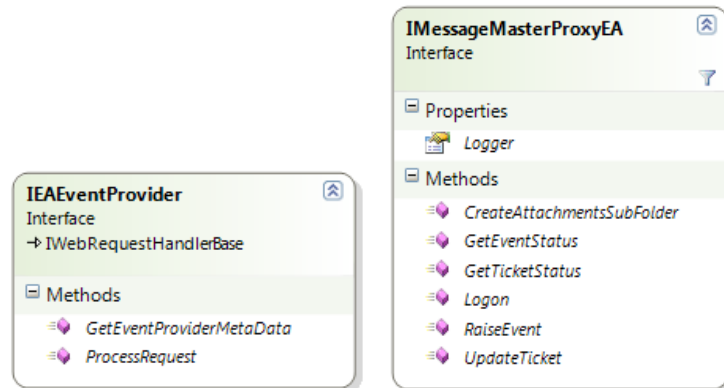 IEAEventProvider
Interface
IWebRequestHandlerBase
Methods
GetEventProviderMetaData
ProcessRequest
IMessageMasterProxyEA
Interface
Properties
Logger
Methods
CreateAttachmentsSubFolder
GetEventStatus
GetTicketStatus
Logon
RaiseEvent
UpdateTicket